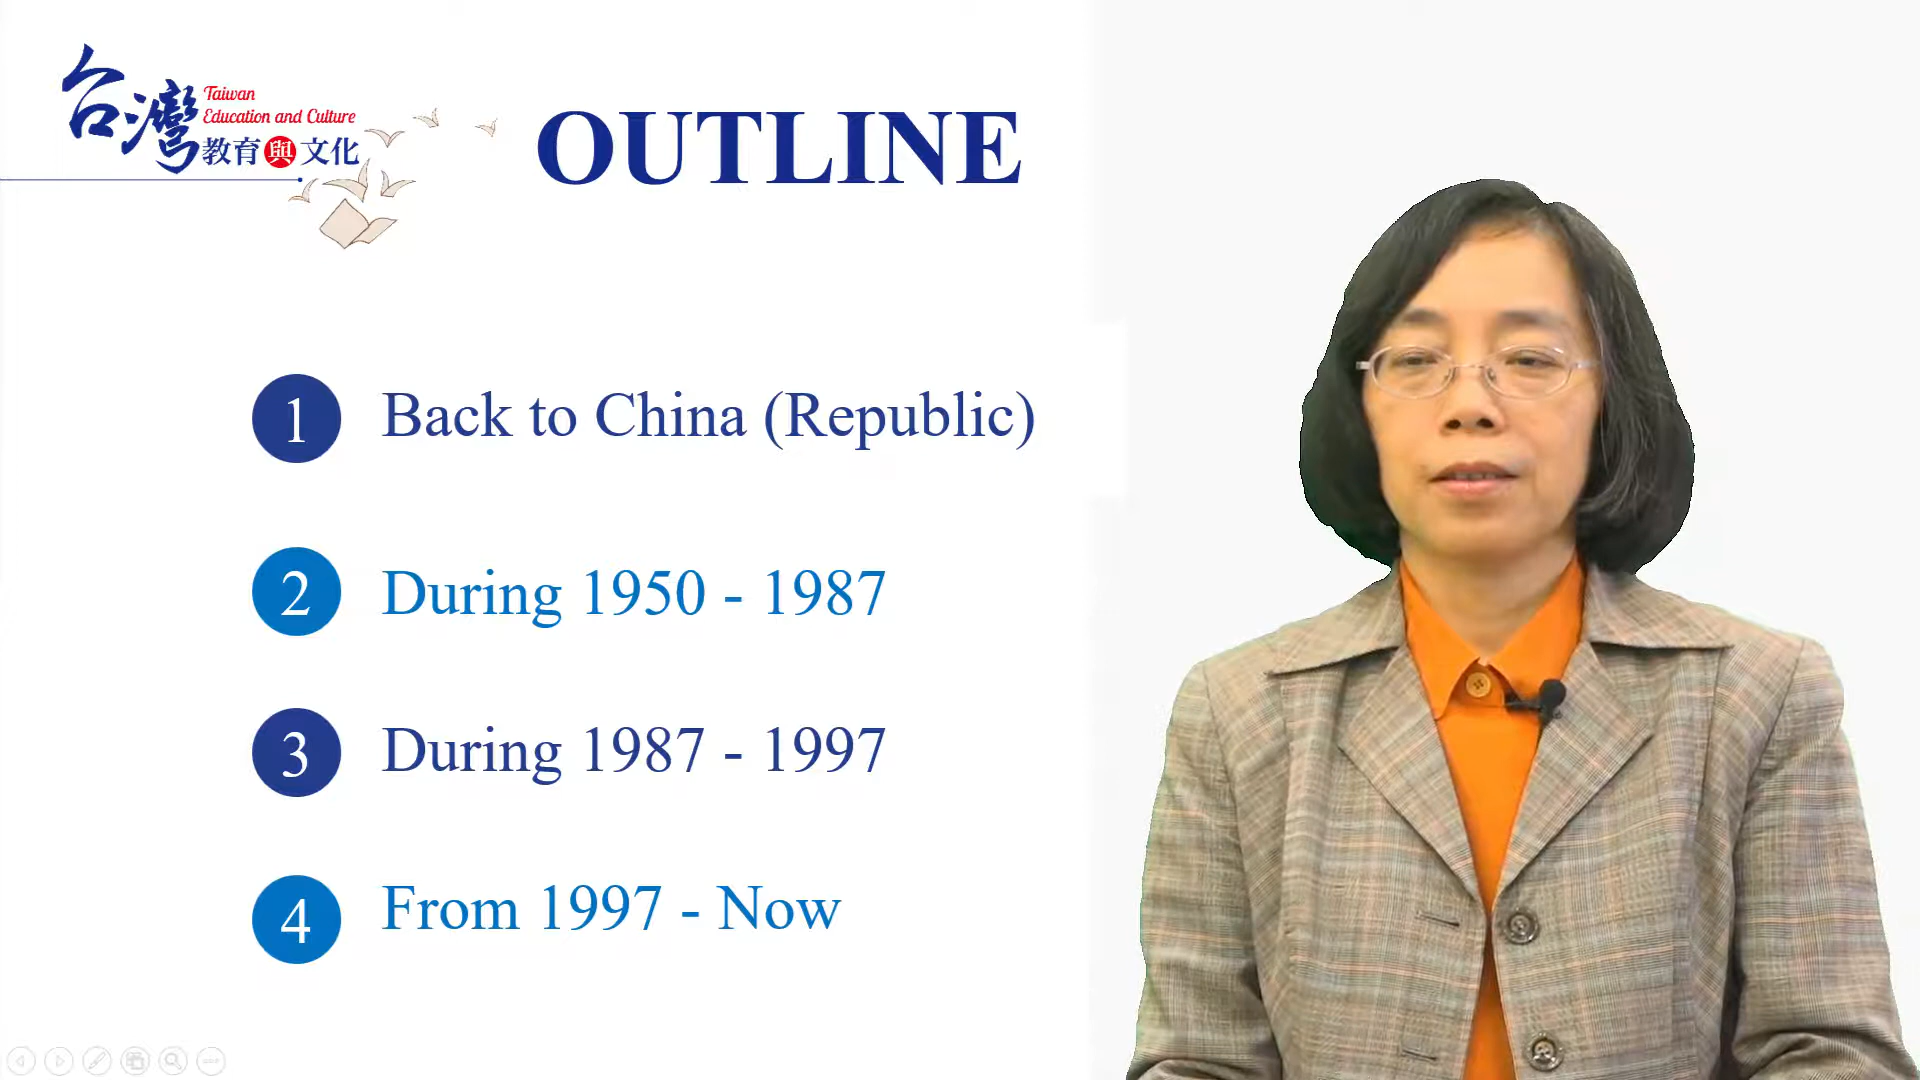 台灣
Taiwan
Education and Culture
教育與文化
OUTLINE
1 Back to China (Republic)
2 During 1950 - 1987
3 During 1987 - 1997
4 From 1997 - Now